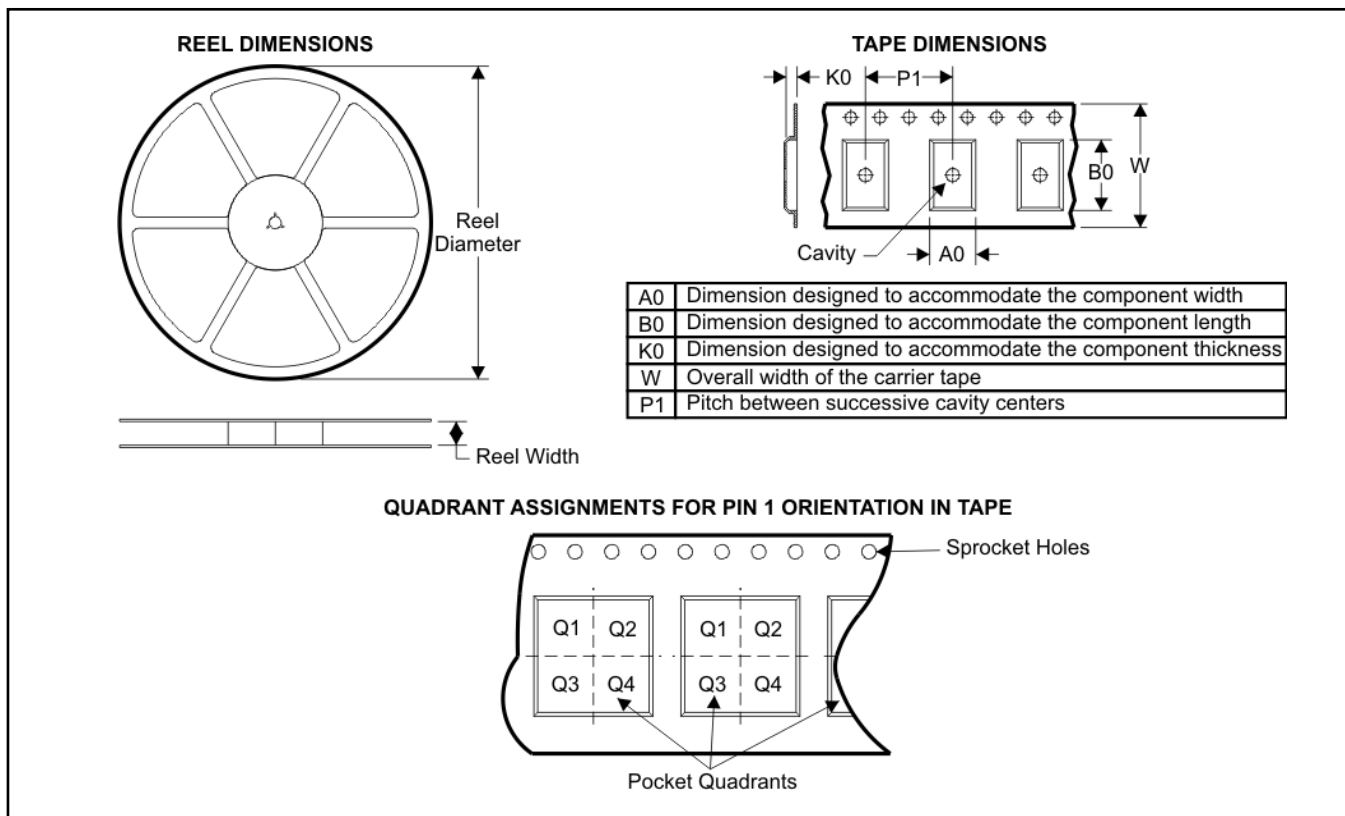 REEL DIMENSIONS
Reel
Diameter
Reel Width
TAPE DIMENSIONS
K0
P1
B0
W
Cavity
A0
A0 Dimension designed to accommodate the component width
B0 Dimension designed to accommodate the component length
K0 Dimension designed to accommodate the component thickness
W Overall width of the carrier tape
P1 Pitch between successive cavity centers
QUADRANT ASSIGNMENTS FOR PIN 1 ORIENTATION IN TAPE
Sprocket Holes
Q1 Q2 Q1 Q2
Q3 Q4 Q3 Q4
Pocket Quadrants